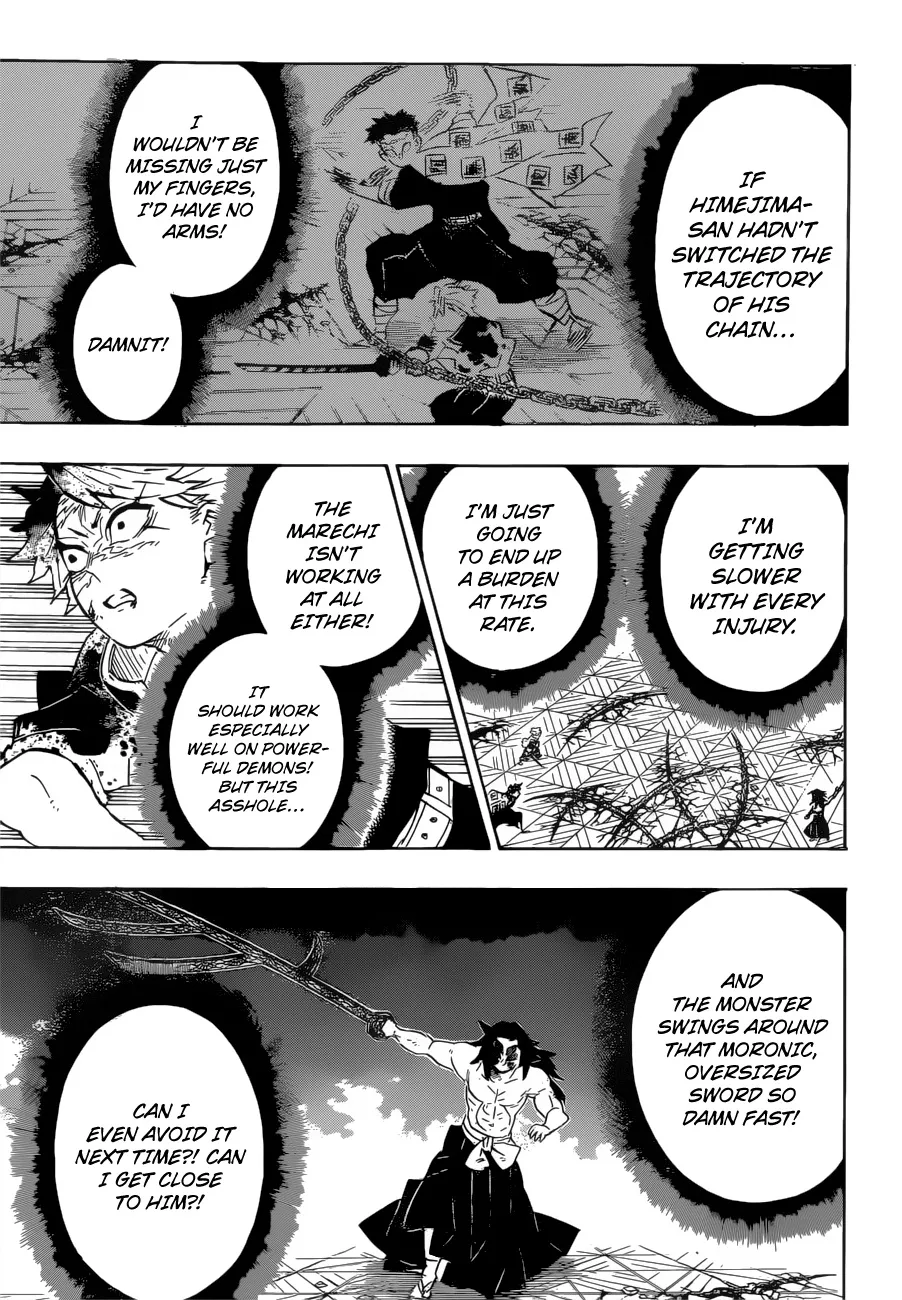 IF
HIMEJIMA-
SAN HADN'T
SWITCHED THE
TRAJECTORY
OF HIS
CHAIN...
I
WOULDN'T BE
MISSING JUST
MY FINGERS,
I'D HAVE NO
ARMS!
DAMNIT!
I'M
GETTING
SLOWER
WITH EVERY
INJURY.
I'M JUST
GOING
TO END UP
A BURDEN
AT THIS
RATE.
THE
MARECHI
ISN'T
WORKING
AT ALL
EITHER!
IT
SHOULD WORK
ESPECIALLY
WELL ON POWER-
FUL DEMONS!
BUT THIS
ASSHOLE...
AND
THE MONSTER
SWINGS AROUND
THAT MORONIC,
OVERSIZED
SWORD SO
DAMN FAST!
CAN I
EVEN AVOID IT
NEXT TIME?! CAN
I GET CLOSE
TO HIM?!